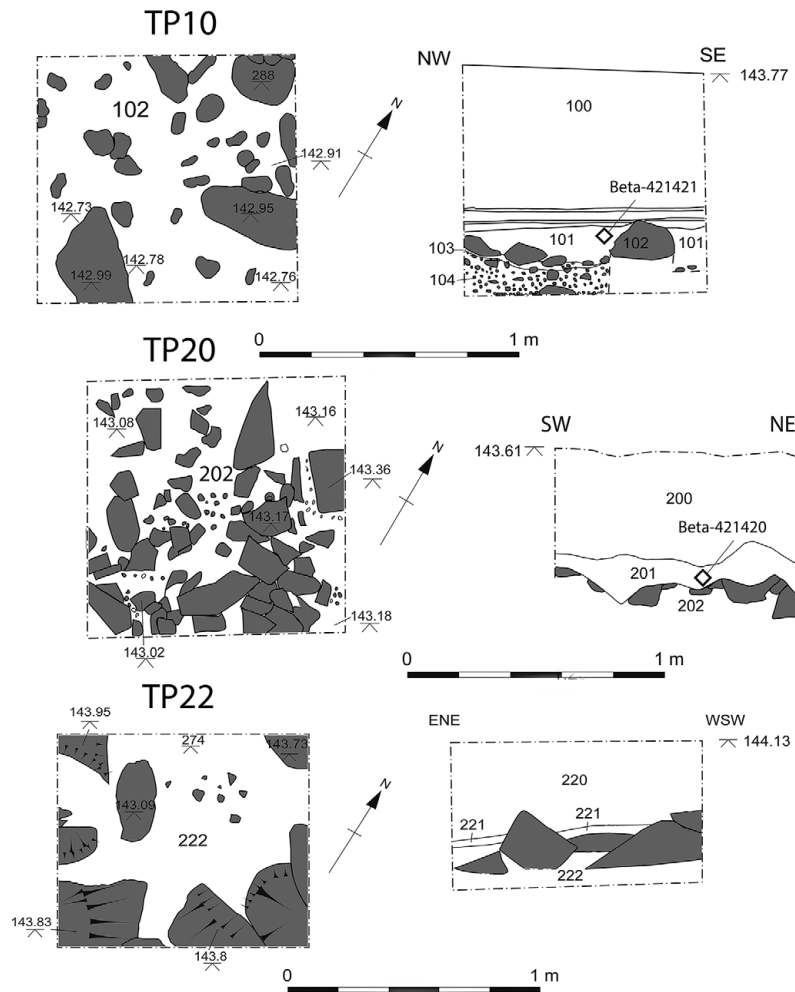 TP10
NW
SE
288
143.77
102
100
N
142.91
Beta-421421
142.73
142.95
101
102
101
103
142.78
142.99
142.76
104
0
1 m
TP20
SW
NE
143.08
143.16
143.61
N
202
143.36
200
143.17
Beta-421420
201
202
143.18
143.02
0
1 m
TP22
143.95
ENE
WSW
274
143.73
144.13
220
N
143.09
221
221
222
222
143.83
143.8
0
1 m